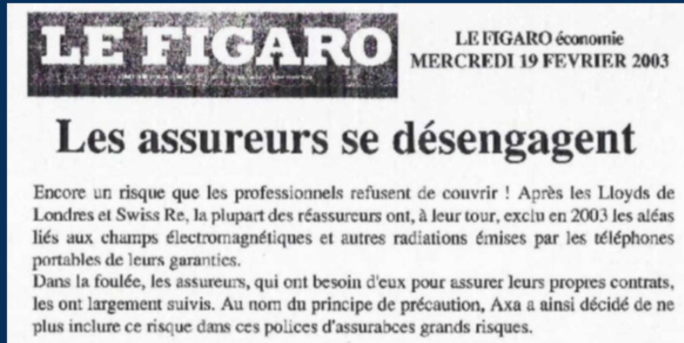 LE FIGARO
LE FIGARO économie
MERCREDI 19 FEVRIER 2003
Les assureurs se désengagent
Encore un risque que les professionnels refusent de couvrir ! Après les Lloyds de
Londres et Swiss Re, la plupart des réassureurs ont, à leur tour, exclu en 2003 les aléas
liés aux champs électromagnétiques et autres radiations émises par les téléphones
portables de leurs garanties.
Dans la foulée, les assureurs, qui ont besoin d'eux pour assurer leurs propres contrats,
les ont largement suivis. Au nom du principe de précaution, Axa a ainsi décidé de ne
plus inclure ce risque dans ces polices d'assurabces grands risques.